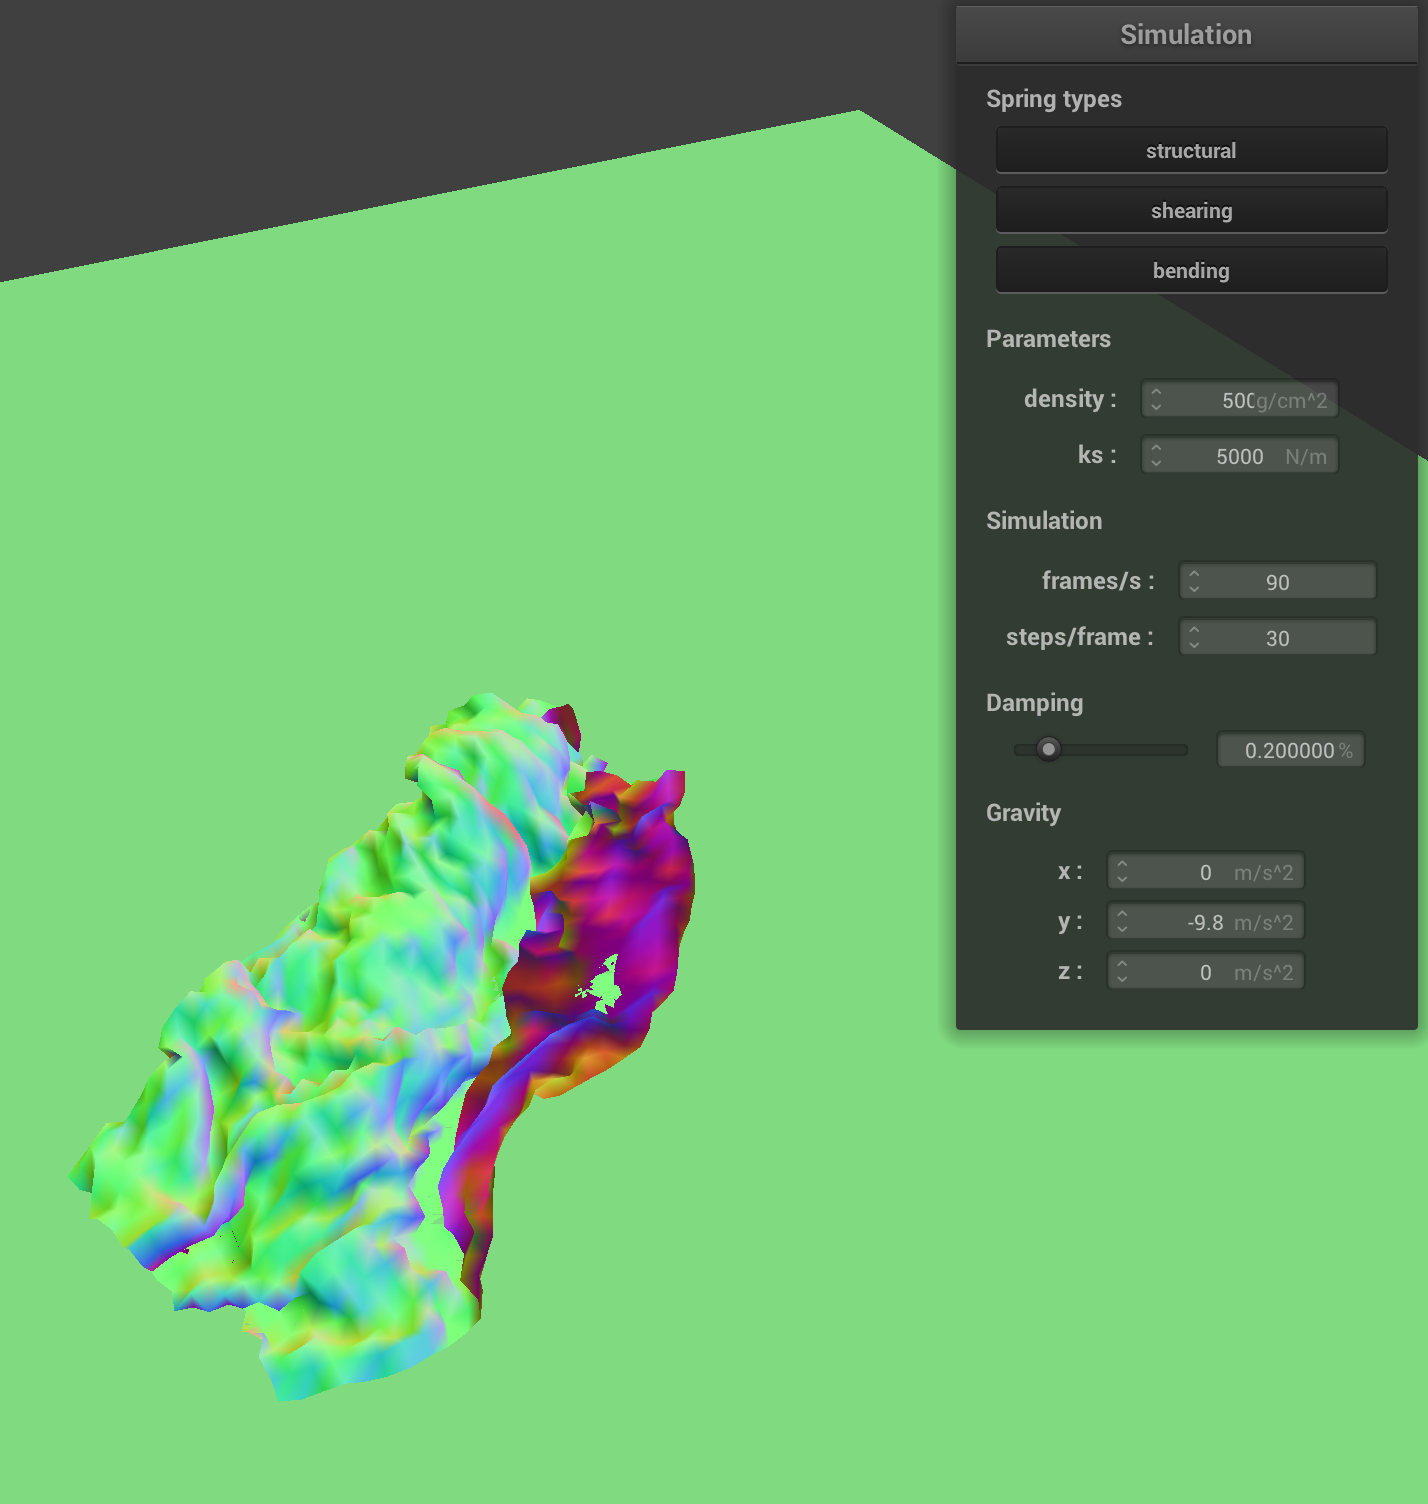 Simulation
Spring types
structural
shearing
bending
Parameters
density : 500 g/cm^2
ks : 5000 N/m
Simulation
frames/s : 90
steps/frame : 30
Damping
0.200000 %
Gravity
x : 0 m/s^2
y : -9.8 m/s^2
z : 0 m/s^2